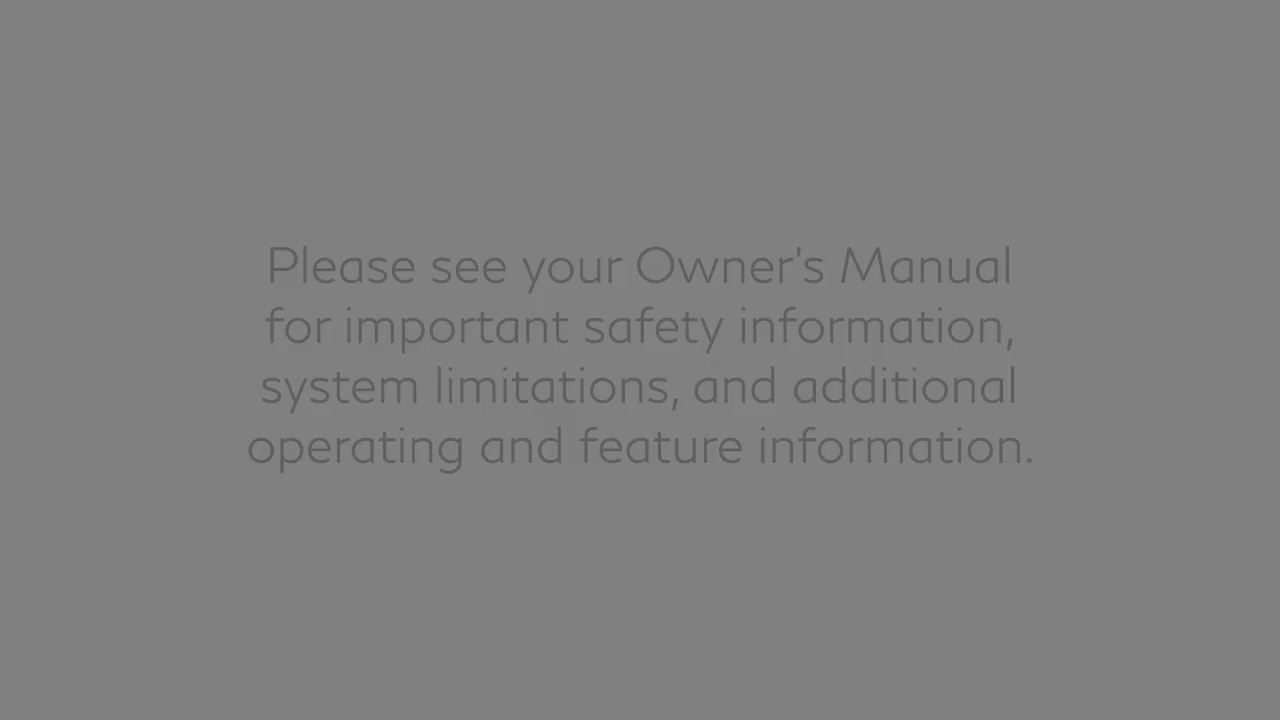 Please see your Owner's Manual
for important safety information,
system limitations, and additional
operating and feature information.